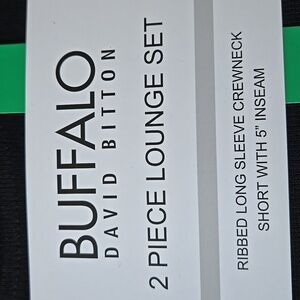 BUFFALO
DAVID BITTON
2 PIECE LOUNGE SET
RIBBED LONG SLEEVE CREWNECK
SHORT WITH 5" INSEAM